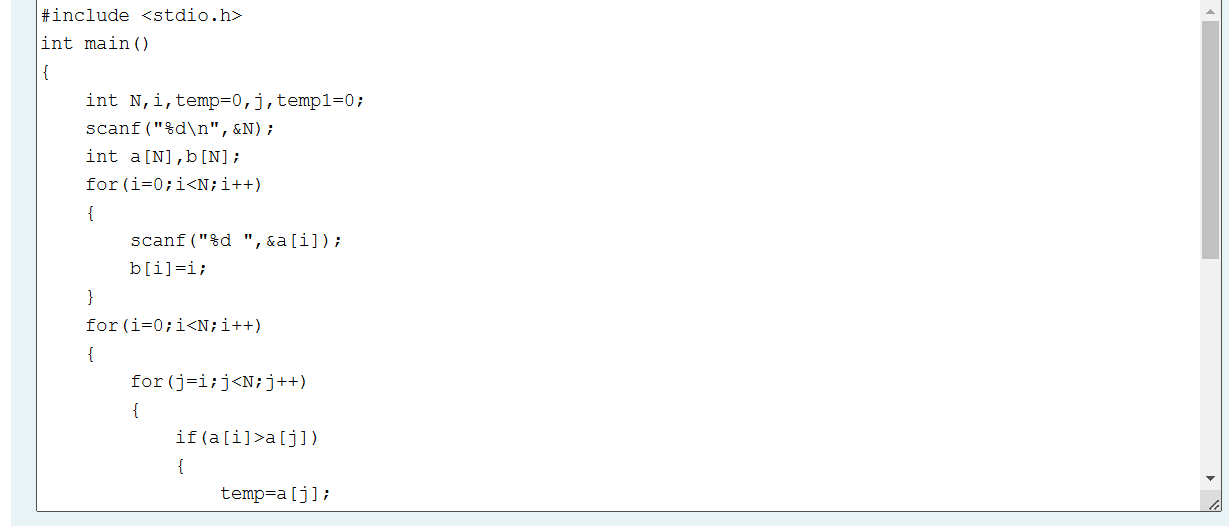 #include <stdio.h>
int main()
{
    int N,i,temp=0,j,temp1=0;
    scanf("%d\n",&N);
    int a[N],b[N];
    for(i=0;i<N;i++)
    {
        scanf("%d ",&a[i]);
        b[i]=i;
    }
    for(i=0;i<N;i++)
    {
        for(j=i;j<N;j++)
        {
            if(a[i]>a[j])
            {
                temp=a[j];